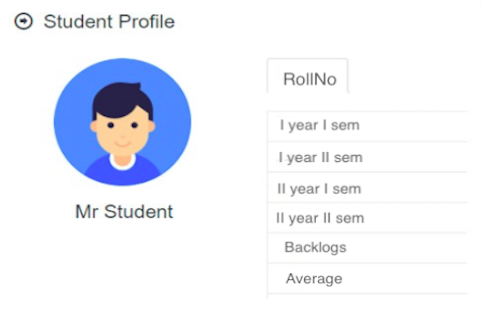 Student Profile
Mr Student
RollNo
I year I sem
I year II sem
II year I sem
II year II sem
Backlogs
Average